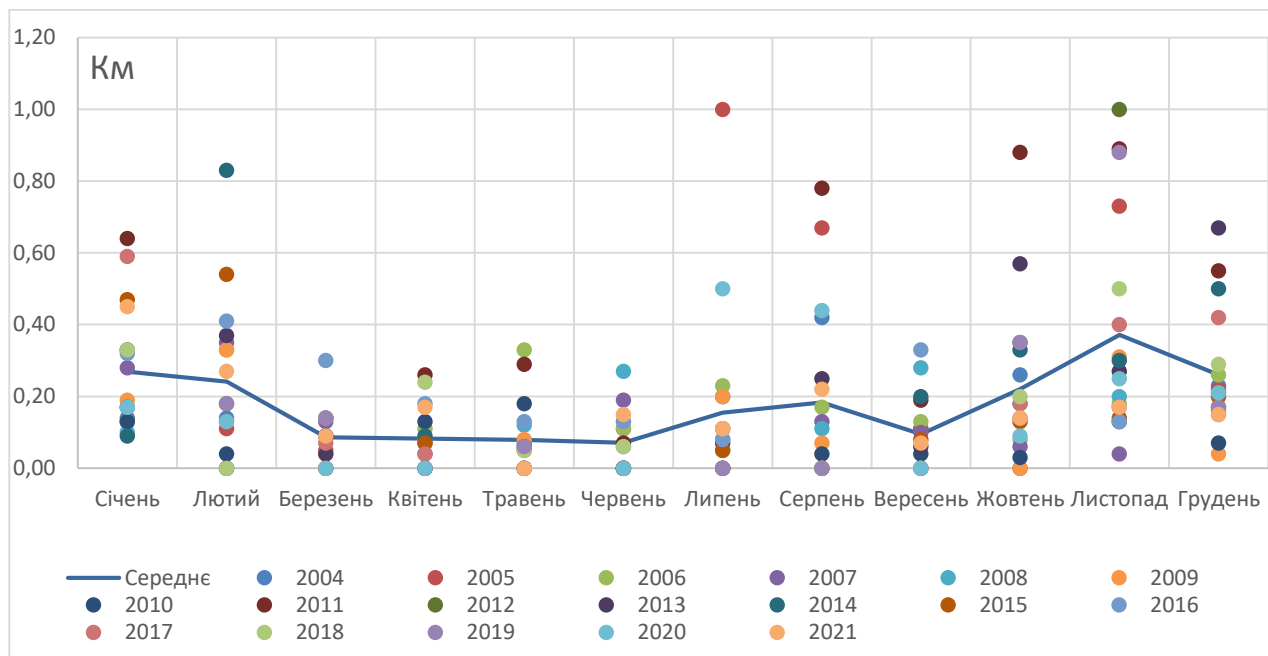 1,20
Км
1,00
0,80
0,60
0,40
0,20
0,00
Січень Лютий Березень Квітень Травень Червень Липень Серпень Вересень Жовтень Листопад Грудень
Середнє 2004 2005 2006 2007 2008 2009
2010 2011 2012 2013 2014 2015 2016
2017 2018 2019 2020 2021